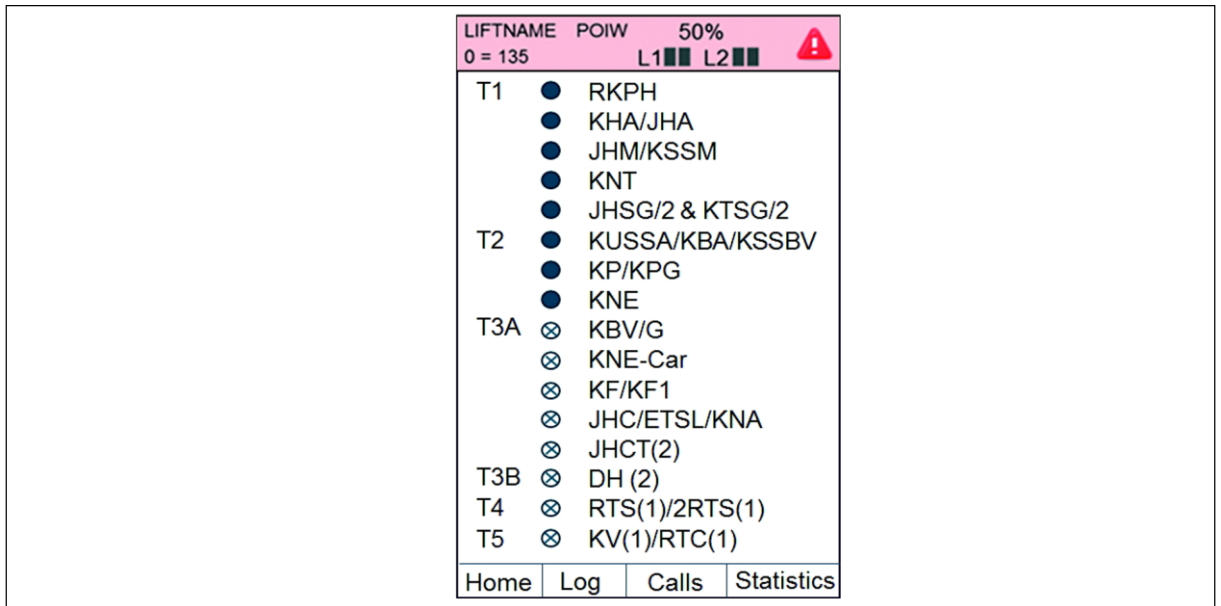 LIFTNAME POIW 50%
0 = 135 L1 L2
T1 RKPH
KHA/JHA
JHM/KSSM
KNT
JHSG/2 & KTSG/2
T2 KUSSA/KBA/KSSBV
KP/KPG
KNE
T3A KBV/G
KNE-Car
KF/KF1
JHC/ETSL/KNA
JHCT(2)
T3B DH (2)
T4 RTS(1)/2RTS(1)
T5 KV(1)/RTC(1)
Home Log Calls Statistics